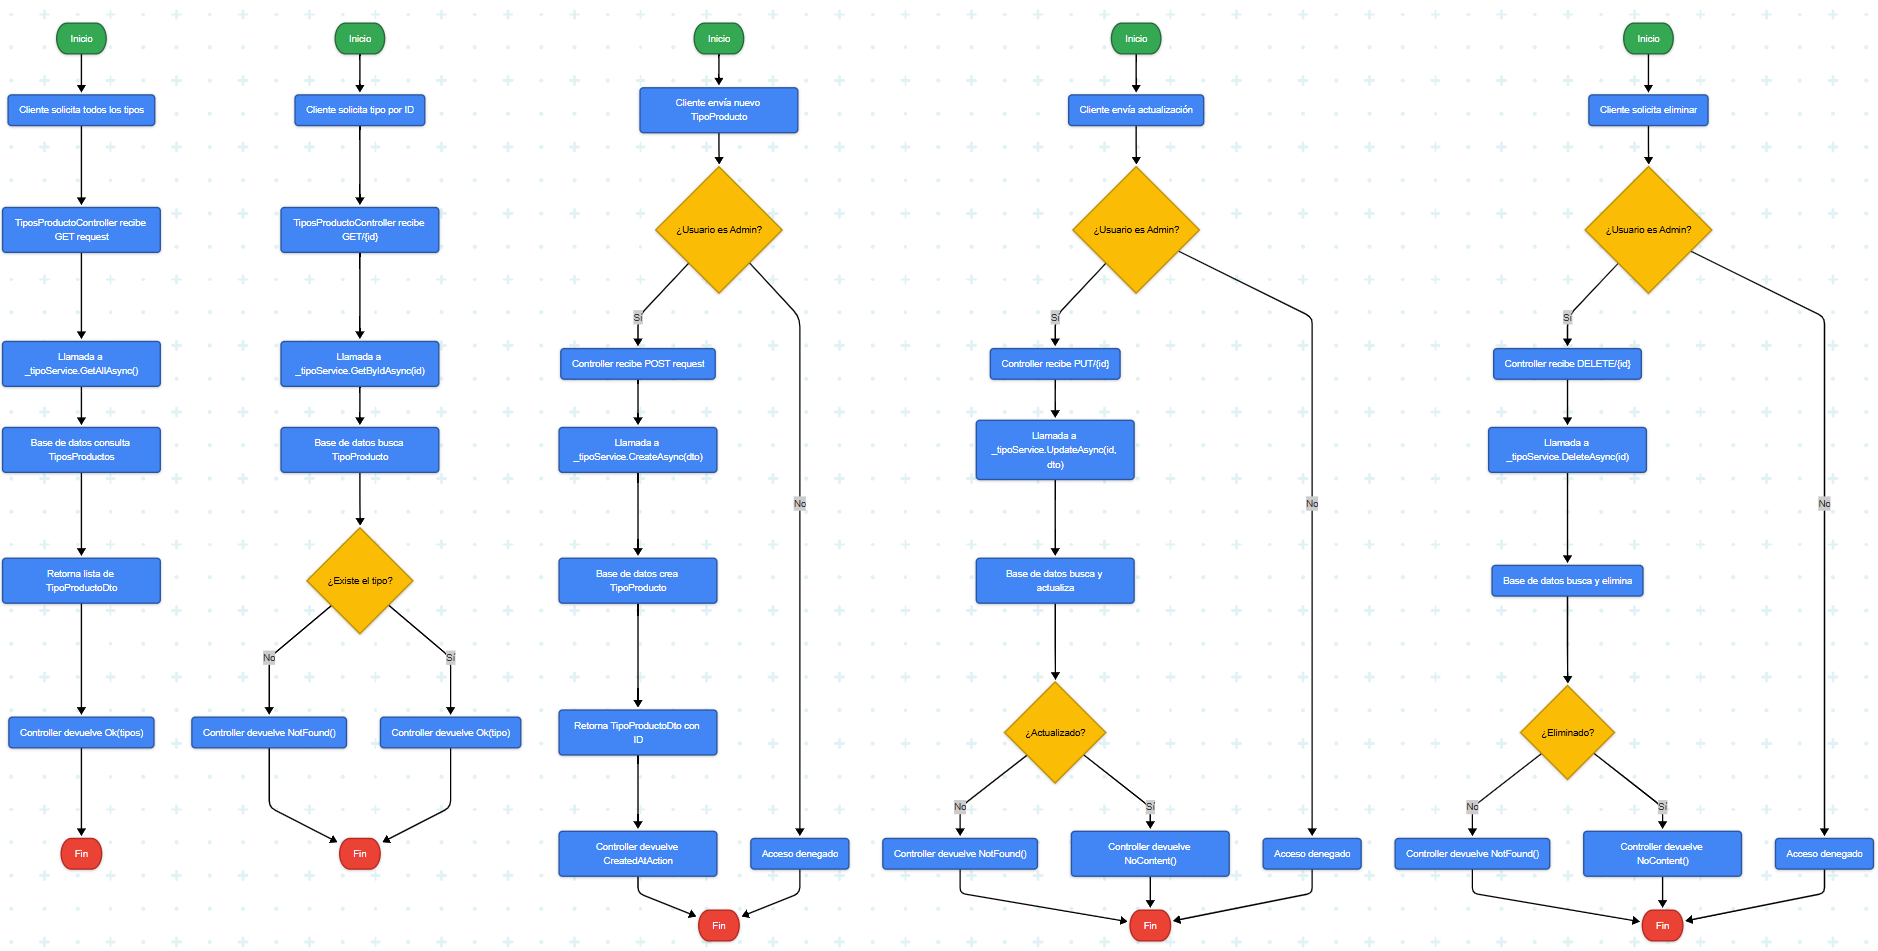 Inicio
Cliente solicita todos los tipos
TiposProductoController recibe
GET request
Llamada a
_tipoService.GetAllAsync()
Base de datos consulta
TiposProductos
Retorna lista de
TipoProductoDto
Controller devuelve Ok(tipos)
Fin
Inicio
Cliente solicita tipo por ID
TiposProductoController recibe
GET/{id}
Llamada a
_tipoService.GetByIdAsync(id)
Base de datos busca
TipoProducto
¿Existe el tipo?
No
Sí
Controller devuelve NotFound()
Controller devuelve Ok(tipo)
Fin
Inicio
Cliente envía nuevo
TipoProducto
¿Usuario es Admin?
Sí
No
Controller recibe POST request
Llamada a
_tipoService.CreateAsync(dto)
Base de datos crea
TipoProducto
Retorna TipoProductoDto con
ID
Controller devuelve
CreatedAtAction
Acceso denegado
Fin
Inicio
Cliente envía actualización
¿Usuario es Admin?
Sí
No
Controller recibe PUT/{id}
Llamada a
_tipoService.UpdateAsync(id,
dto)
Base de datos busca y
actualiza
¿Actualizado?
No
Sí
Controller devuelve NotFound()
Controller devuelve
NoContent()
Acceso denegado
Fin
Inicio
Cliente solicita eliminar
¿Usuario es Admin?
Sí
No
Controller recibe DELETE/{id}
Llamada a
_tipoService.DeleteAsync(id)
Base de datos busca y elimina
¿Eliminado?
No
Sí
Controller devuelve NotFound()
Controller devuelve
NoContent()
Acceso denegado
Fin